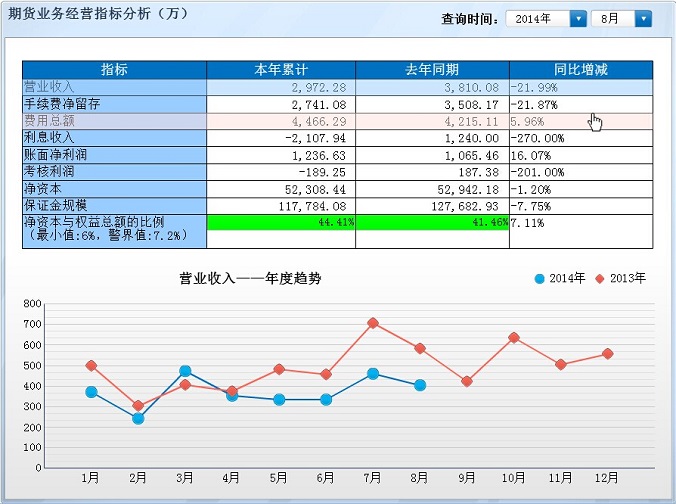 期货业务经营指标分析（万）
查询时间： 2014年 8月
指标 本年累计 去年同期 同比增减
营业收入 2,972.28 3,810.08 -21.99%
手续费净留存 2,741.08 3,508.17 -21.87%
费用总额 4,466.29 4,215.11 5.96%
利息收入 -2,107.94 1,240.00 -270.00%
账面净利润 1,236.63 1,065.46 16.07%
考核利润 -189.25 187.38 -201.00%
净资本 52,308.44 52,942.18 -1.20%
保证金规模 117,784.08 127,682.93 -7.75%
净资本与权益总额的比例 44.41% 41.46% 7.11%
（最小值:6%，警界值:7.2%）
营业收入——年度趋势
2014年 2013年
800
700
600
500
400
300
200
100
0
1月 2月 3月 4月 5月 6月 7月 8月 9月 10月 11月 12月